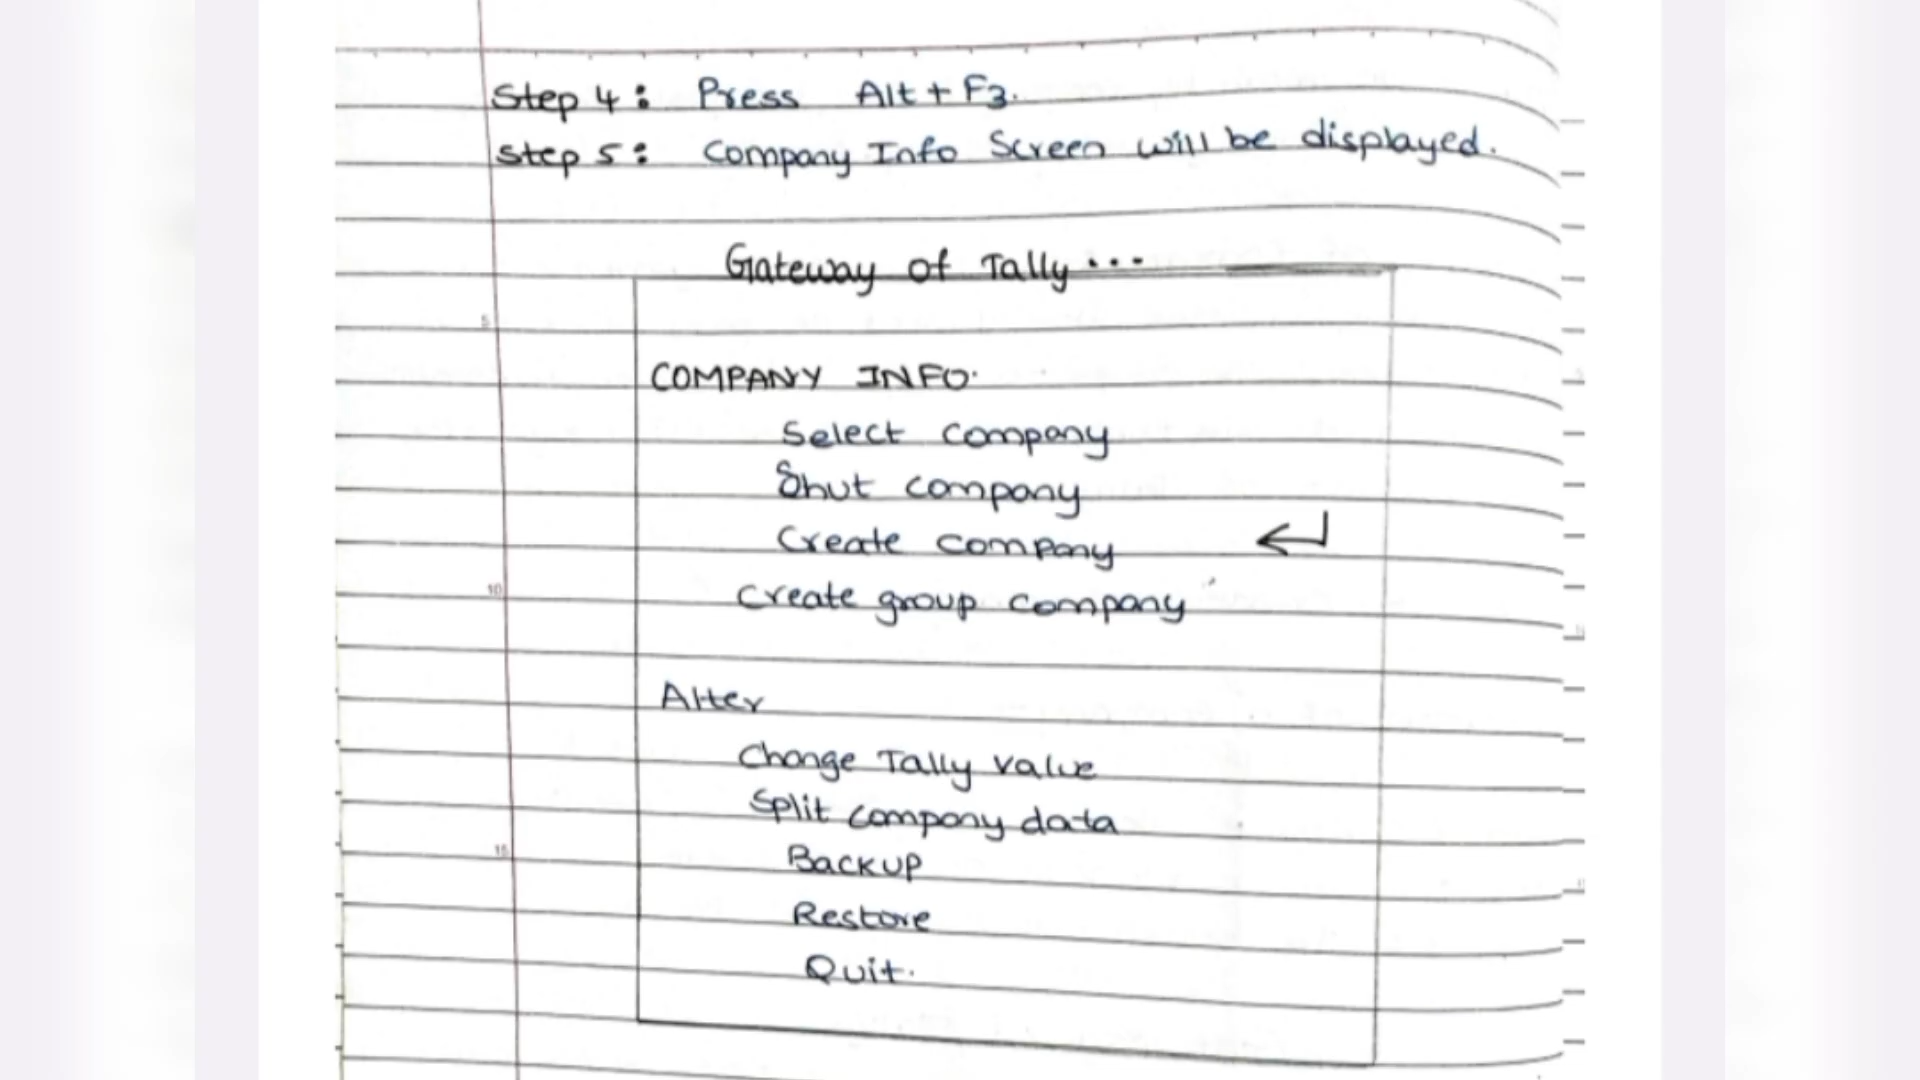 Step 4: Press Alt + F3.
Step 5: Company Info Screen will be displayed.
Gateway of Tally...
COMPANY INFO.
Select company
Shut company
Create company ↵
Create group company
Alter
Change Tally value
Split company data
Backup
Restore
Quit.